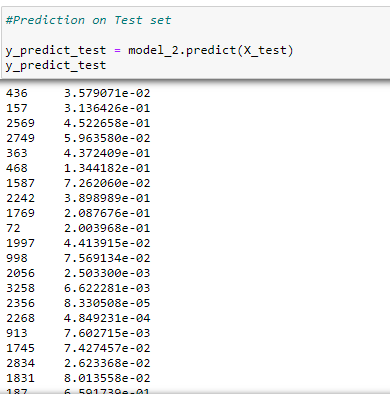 #Prediction on Test set
y_predict_test = model_2.predict(X_test)
y_predict_test
436 3.579071e-02
157 3.136426e-01
2569 4.522658e-01
2749 5.963580e-02
363 4.372409e-01
468 1.344182e-01
1587 7.262060e-02
2242 3.898989e-01
1769 2.087676e-01
72 2.003968e-01
1997 4.413915e-02
998 7.569134e-02
2056 2.503300e-03
3258 6.622281e-03
2356 8.330508e-05
2268 4.849231e-04
913 7.602715e-03
1745 7.427457e-02
2834 2.623368e-02
1831 8.013558e-02
187 6.591739e-01